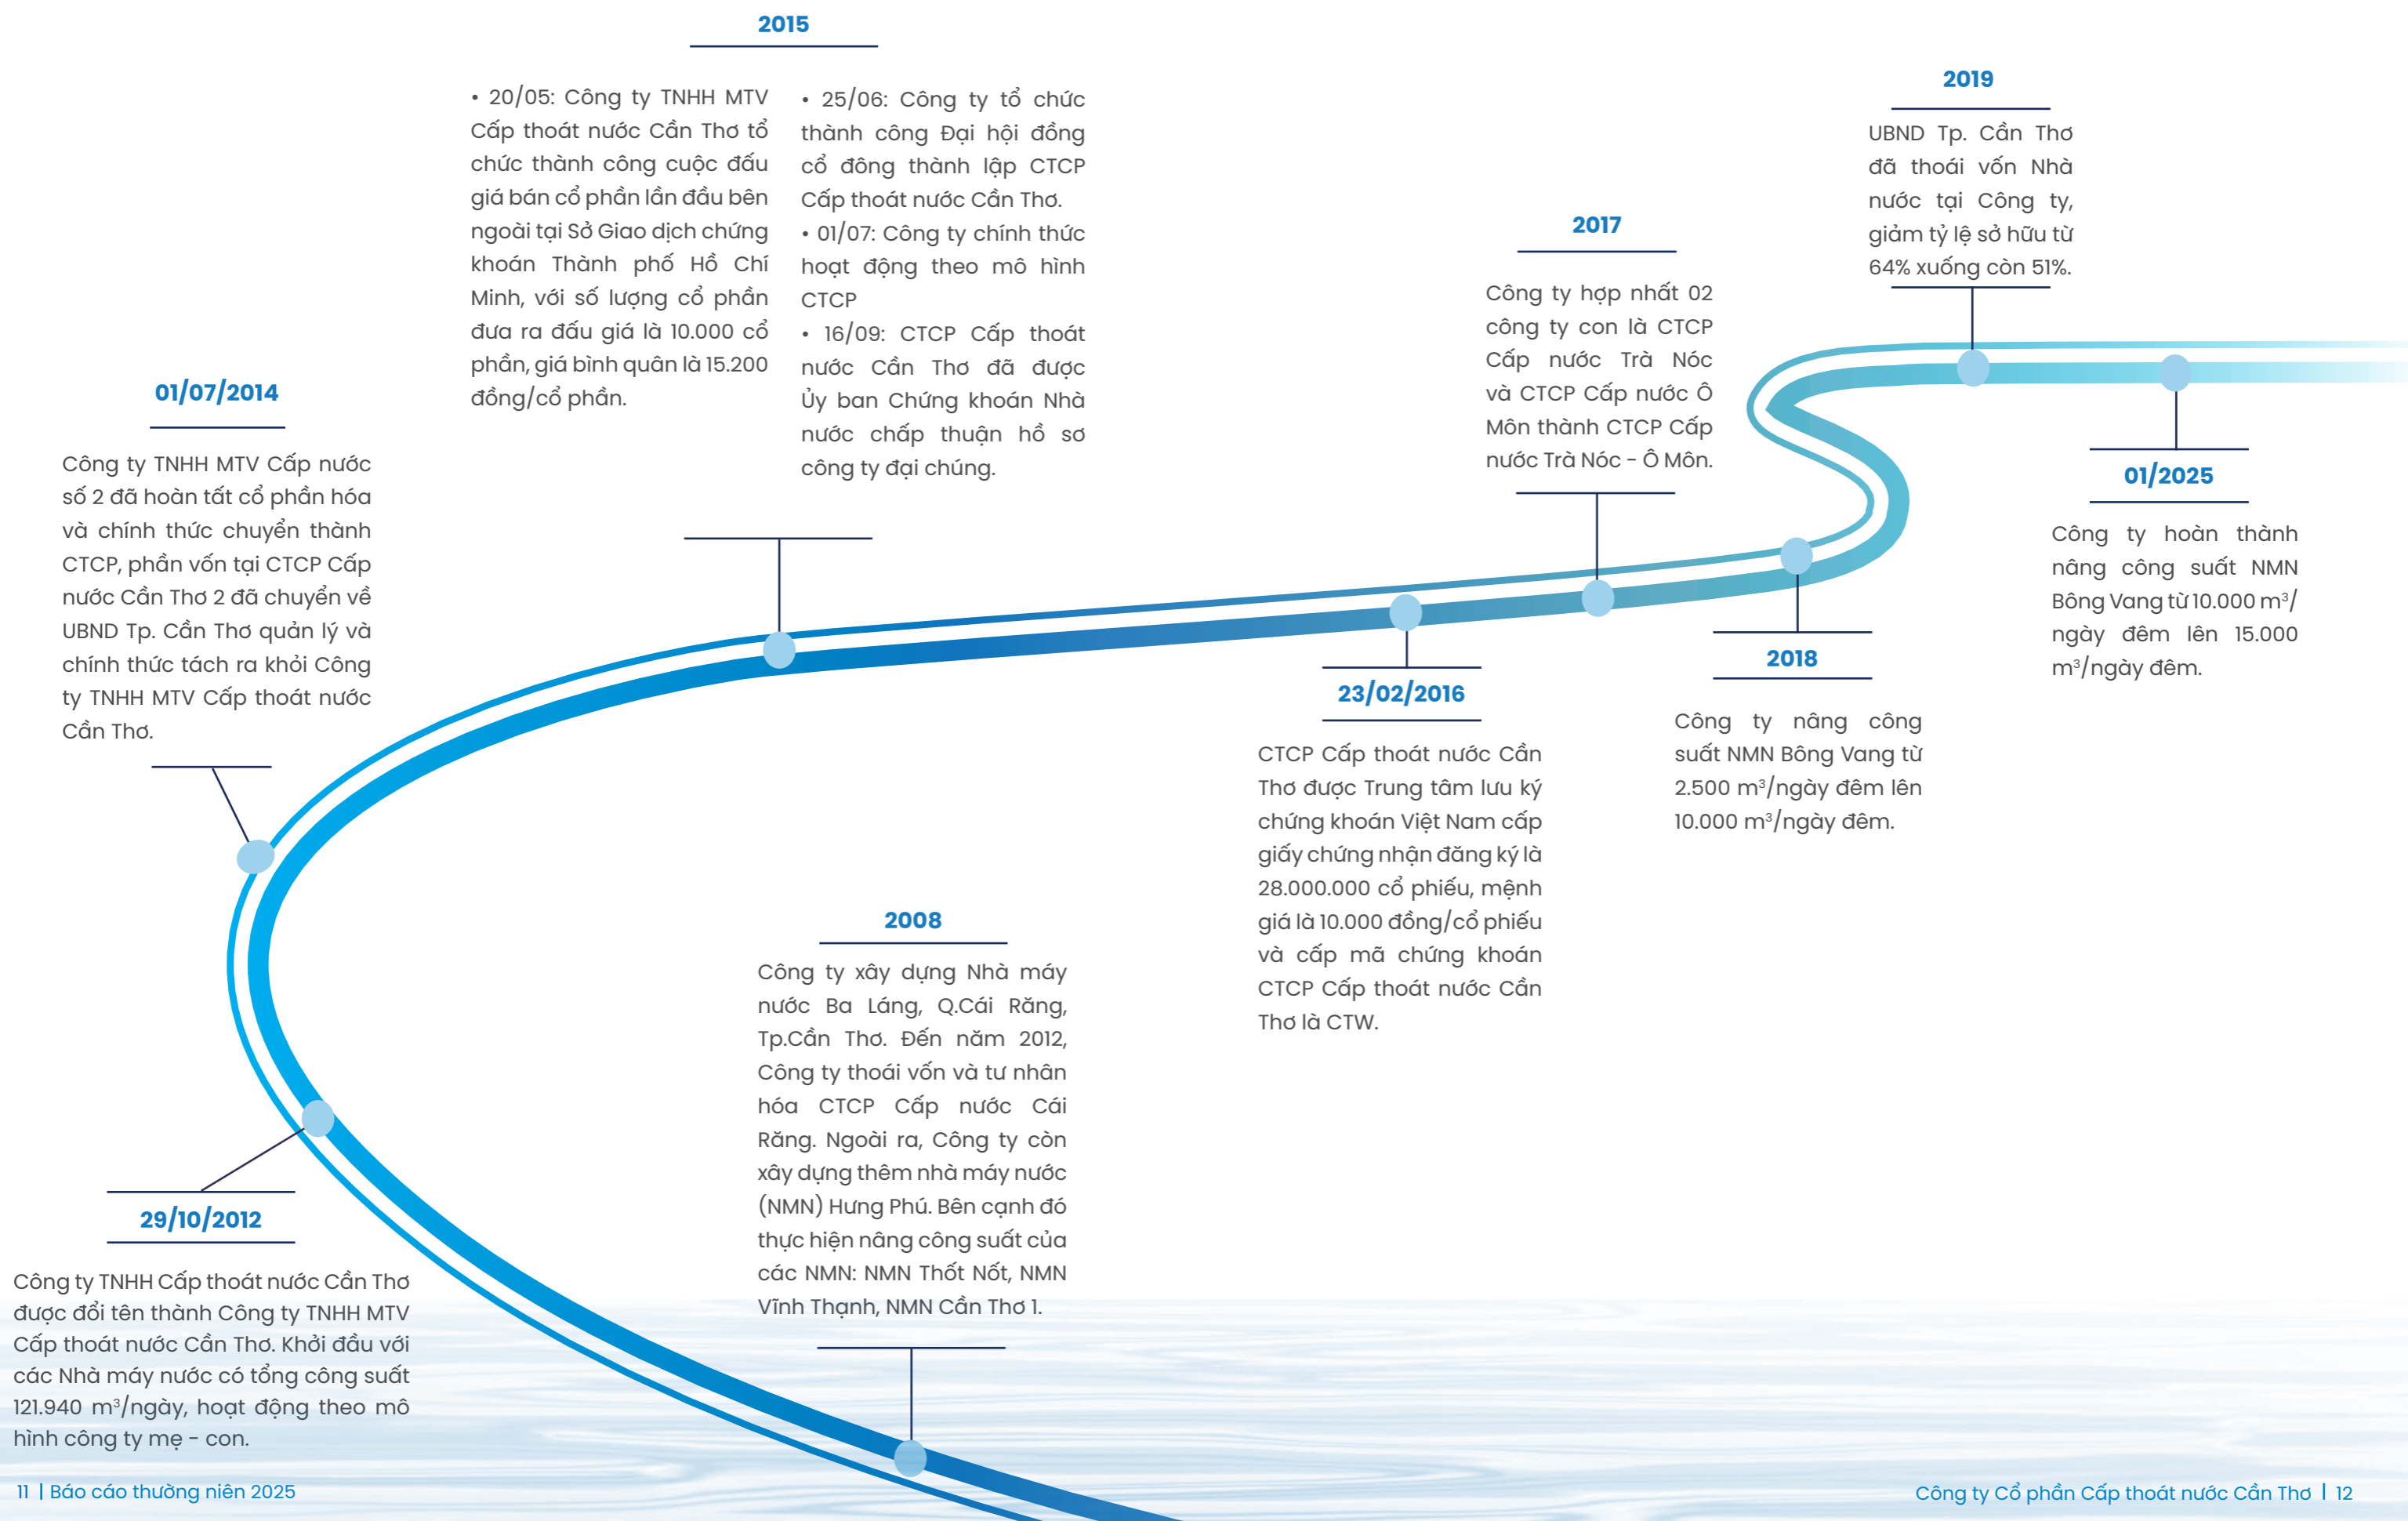 2008
Công ty xây dựng Nhà máy
nước Ba Láng, Q.Cái Răng,
Tp.Cần Thơ. Đến năm 2012,
Công ty thoái vốn và tư nhân
hóa CTCP Cấp nước Cái
Răng. Ngoài ra, Công ty còn
xây dựng thêm nhà máy nước
(NMN) Hưng Phú. Bên cạnh đó
thực hiện nâng công suất của
các NMN: NMN Thốt Nốt, NMN
Vĩnh Thạnh, NMN Cần Thơ 1.
29/10/2012
Công ty TNHH Cấp thoát nước Cần Thơ
được đổi tên thành Công ty TNHH MTV
Cấp thoát nước Cần Thơ. Khởi đầu với
các Nhà máy nước có tổng công suất
121.940 m³/ngày, hoạt động theo mô
hình công ty mẹ - con.
01/07/2014
Công ty TNHH MTV Cấp nước
số 2 đã hoàn tất cổ phần hóa
và chính thức chuyển thành
CTCP, phần vốn tại CTCP Cấp
nước Cần Thơ 2 đã chuyển về
UBND Tp. Cần Thơ quản lý và
chính thức tách ra khỏi Công
ty TNHH MTV Cấp thoát nước
Cần Thơ.
2015
• 20/05: Công ty TNHH MTV
Cấp thoát nước Cần Thơ tổ
chức thành công cuộc đấu
giá bán cổ phần lần đầu bên
ngoài tại Sở Giao dịch chứng
khoán Thành phố Hồ Chí
Minh, với số lượng cổ phần
đưa ra đấu giá là 10.000 cổ
phần, giá bình quân là 15.200
đồng/cổ phần.
• 25/06: Công ty tổ chức
thành công Đại hội đồng
cổ đông thành lập CTCP
Cấp thoát nước Cần Thơ.
• 01/07: Công ty chính thức
hoạt động theo mô hình
CTCP
• 16/09: CTCP Cấp thoát
nước Cần Thơ đã được
Ủy ban Chứng khoán Nhà
nước chấp thuận hồ sơ
công ty đại chúng.
23/02/2016
CTCP Cấp thoát nước Cần
Thơ được Trung tâm lưu ký
chứng khoán Việt Nam cấp
giấy chứng nhận đăng ký là
28.000.000 cổ phiếu, mệnh
giá là 10.000 đồng/cổ phiếu
và cấp mã chứng khoán
CTCP Cấp thoát nước Cần
Thơ là CTW.
2017
Công ty hợp nhất 02
công ty con là CTCP
Cấp nước Trà Nóc
và CTCP Cấp nước Ô
Môn thành CTCP Cấp
nước Trà Nóc - Ô Môn.
2018
Công ty nâng công
suất NMN Bông Vang từ
2.500 m³/ngày đêm lên
10.000 m³/ngày đêm.
2019
UBND Tp. Cần Thơ
đã thoái vốn Nhà
nước tại Công ty,
giảm tỷ lệ sở hữu từ
64% xuống còn 51%.
01/2025
Công ty hoàn thành
nâng công suất NMN
Bông Vang từ 10.000 m³/
ngày đêm lên 15.000
m³/ngày đêm.
11 | Báo cáo thường niên 2025
Công ty Cổ phần Cấp thoát nước Cần Thơ | 12